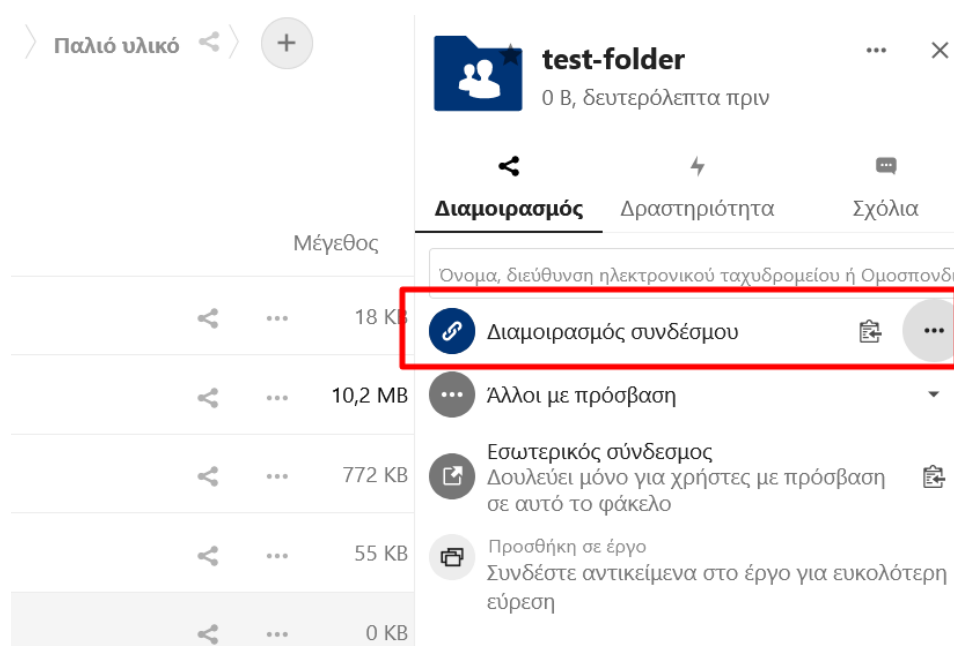 Παλιό υλικό
Μέγεθος
18 KB
10,2 MB
772 KB
55 KB
0 KB
test-folder
0 B, δευτερόλεπτα πριν
Διαμοιρασμός Δραστηριότητα Σχόλια
Όνομα, διεύθυνση ηλεκτρονικού ταχυδρομείου ή Ομοσπονδι
Διαμοιρασμός συνδέσμου
Άλλοι με πρόσβαση
Εσωτερικός σύνδεσμος
Δουλεύει μόνο για χρήστες με πρόσβαση
σε αυτό το φάκελο
Προσθήκη σε έργο
Συνδέστε αντικείμενα στο έργο για ευκολότερη
εύρεση